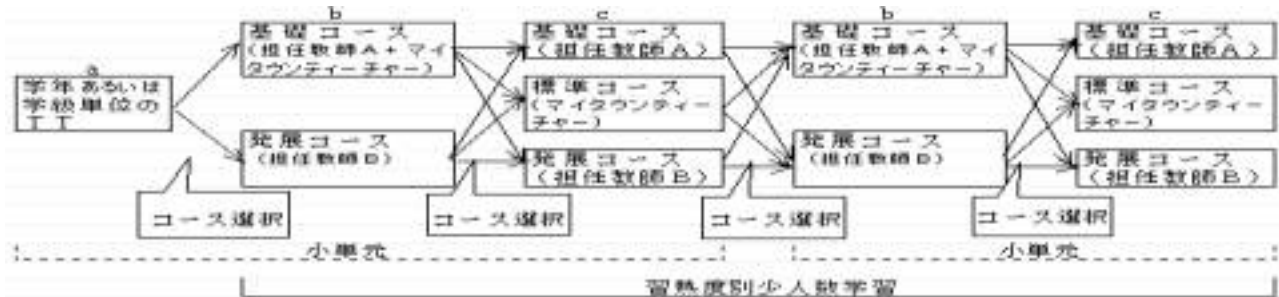 a
学年あるいは
学級単位の
TT
b
基礎コース
(担任教師A+マイ
タウンティーチャー)
発展コース
(担任教師B)
c
基礎コース
(担任教師A)
標準コース
(マイタウンティー
チャー)
発展コース
(担任教師B)
b
基礎コース
(担任教師A+マイ
タウンティーチャー)
発展コース
(担任教師B)
c
基礎コース
(担任教師A)
標準コース
(マイタウンティー
チャー)
発展コース
(担任教師B)
コース選択
コース選択
コース選択
コース選択
小単元
小単元
習熟度別少人数学習